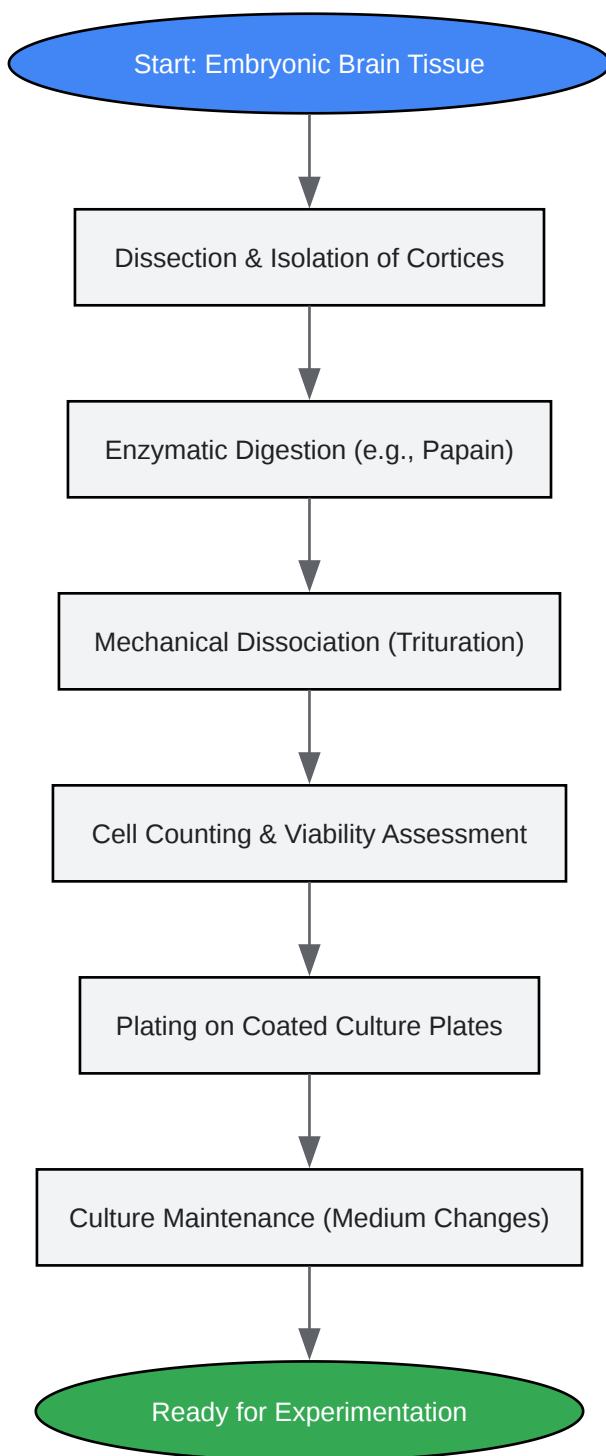 Start: Embryonic Brain Tissue
Dissection & Isolation of Cortices
Enzymatic Digestion (e.g., Papain)
Mechanical Dissociation (Trituration)
Cell Counting & Viability Assessment
Plating on Coated Culture Plates
Culture Maintenance (Medium Changes)
Ready for Experimentation